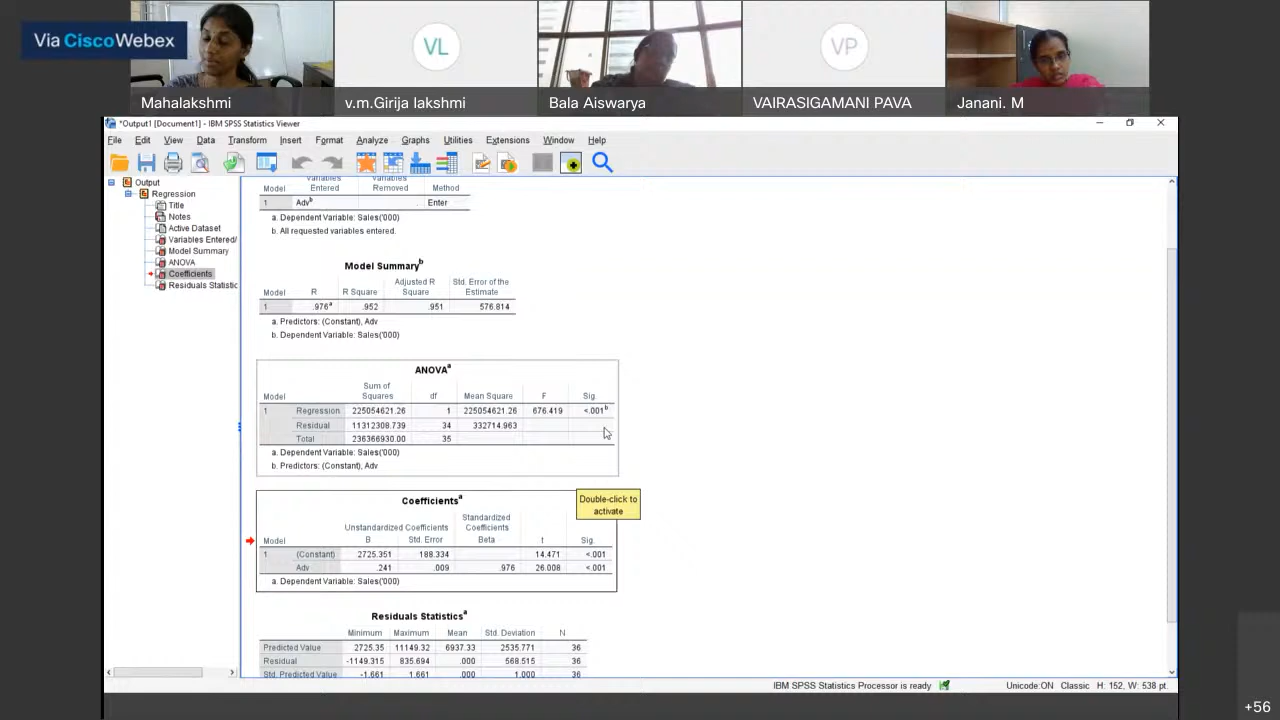 Via CiscoWebex
VL
VP
Mahalakshmi
v.m.Girija lakshmi
Bala Aiswarya
VAIRASIGAMANI PAVA
Janani. M
*Output1 [Document1] - IBM SPSS Statistics Viewer
File Edit View Data Transform Insert Format Analyze Graphs Utilities Extensions Window Help
Output
Regression
Title
Notes
Active Dataset
Variables Entered/
Model Summary
ANOVA
Coefficients
Residuals Statistic
Variables Variables
Model Entered Removed Method
1 Adv b Enter
a. Dependent Variable: Sales('000)
b. All requested variables entered.
Model Summary b
Adjusted R Std. Error of the
Model R R Square Square Estimate
1 .976 a .952 .951 576.814
a. Predictors: (Constant), Adv
b. Dependent Variable: Sales('000)
ANOVA a
Sum of
Model Squares df Mean Square F Sig.
1 Regression 225054621.26 1 225054621.26 676.419 <.001 b
Residual 11312308.739 34 332714.963
Total 236366930.00 35
a. Dependent Variable: Sales('000)
b. Predictors: (Constant), Adv
Coefficients a
Double-click to
activate
Standardized
Unstandardized Coefficients Coefficients
Model B Std. Error Beta t Sig.
1 (Constant) 2725.351 188.334 14.471 <.001
Adv .241 .009 .976 26.008 <.001
a. Dependent Variable: Sales('000)
Residuals Statistics a
Minimum Maximum Mean Std. Deviation N
Predicted Value 2725.35 11149.32 6937.33 2535.771 36
Residual -1149.315 835.694 .000 568.515 36
Std. Predicted Value -1.661 1.661 .000 1.000 36
IBM SPSS Statistics Processor is ready Unicode:ON Classic H: 152, W: 538 pt.
+56